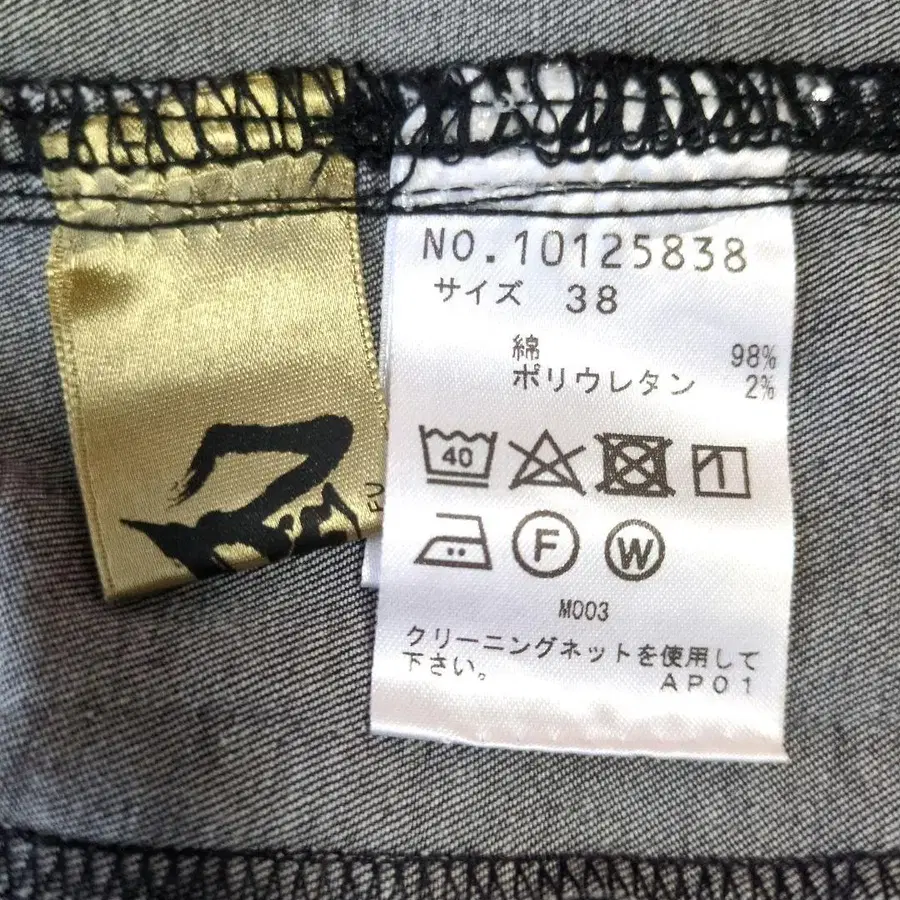 NO.10125838
サイズ 38
綿 98%
ポリウレタン 2%
40
F W
M003
クリーニングネットを使用して
下さい。
AP01